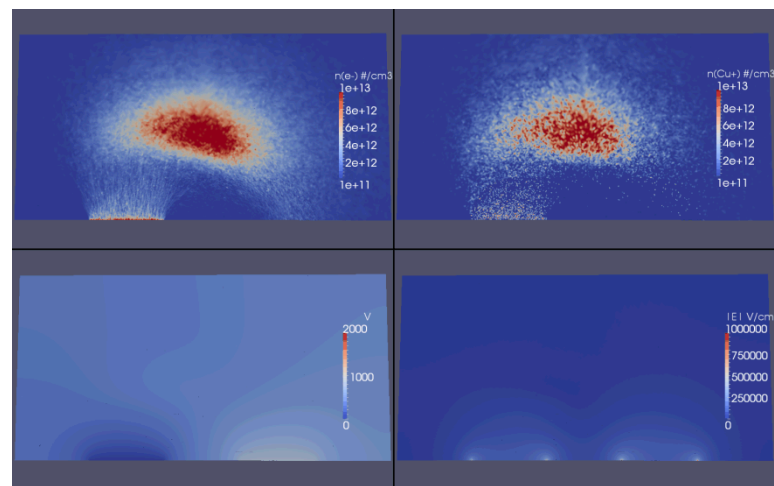 n(e-) #/cm3
1e+13
8e+12
6e+12
4e+12
2e+12
1e+11
n(Cu+) #/cm3
1e+13
8e+12
6e+12
4e+12
2e+12
1e+11
V
2000
1000
0
|E| V/cm
1000000
750000
500000
250000
0